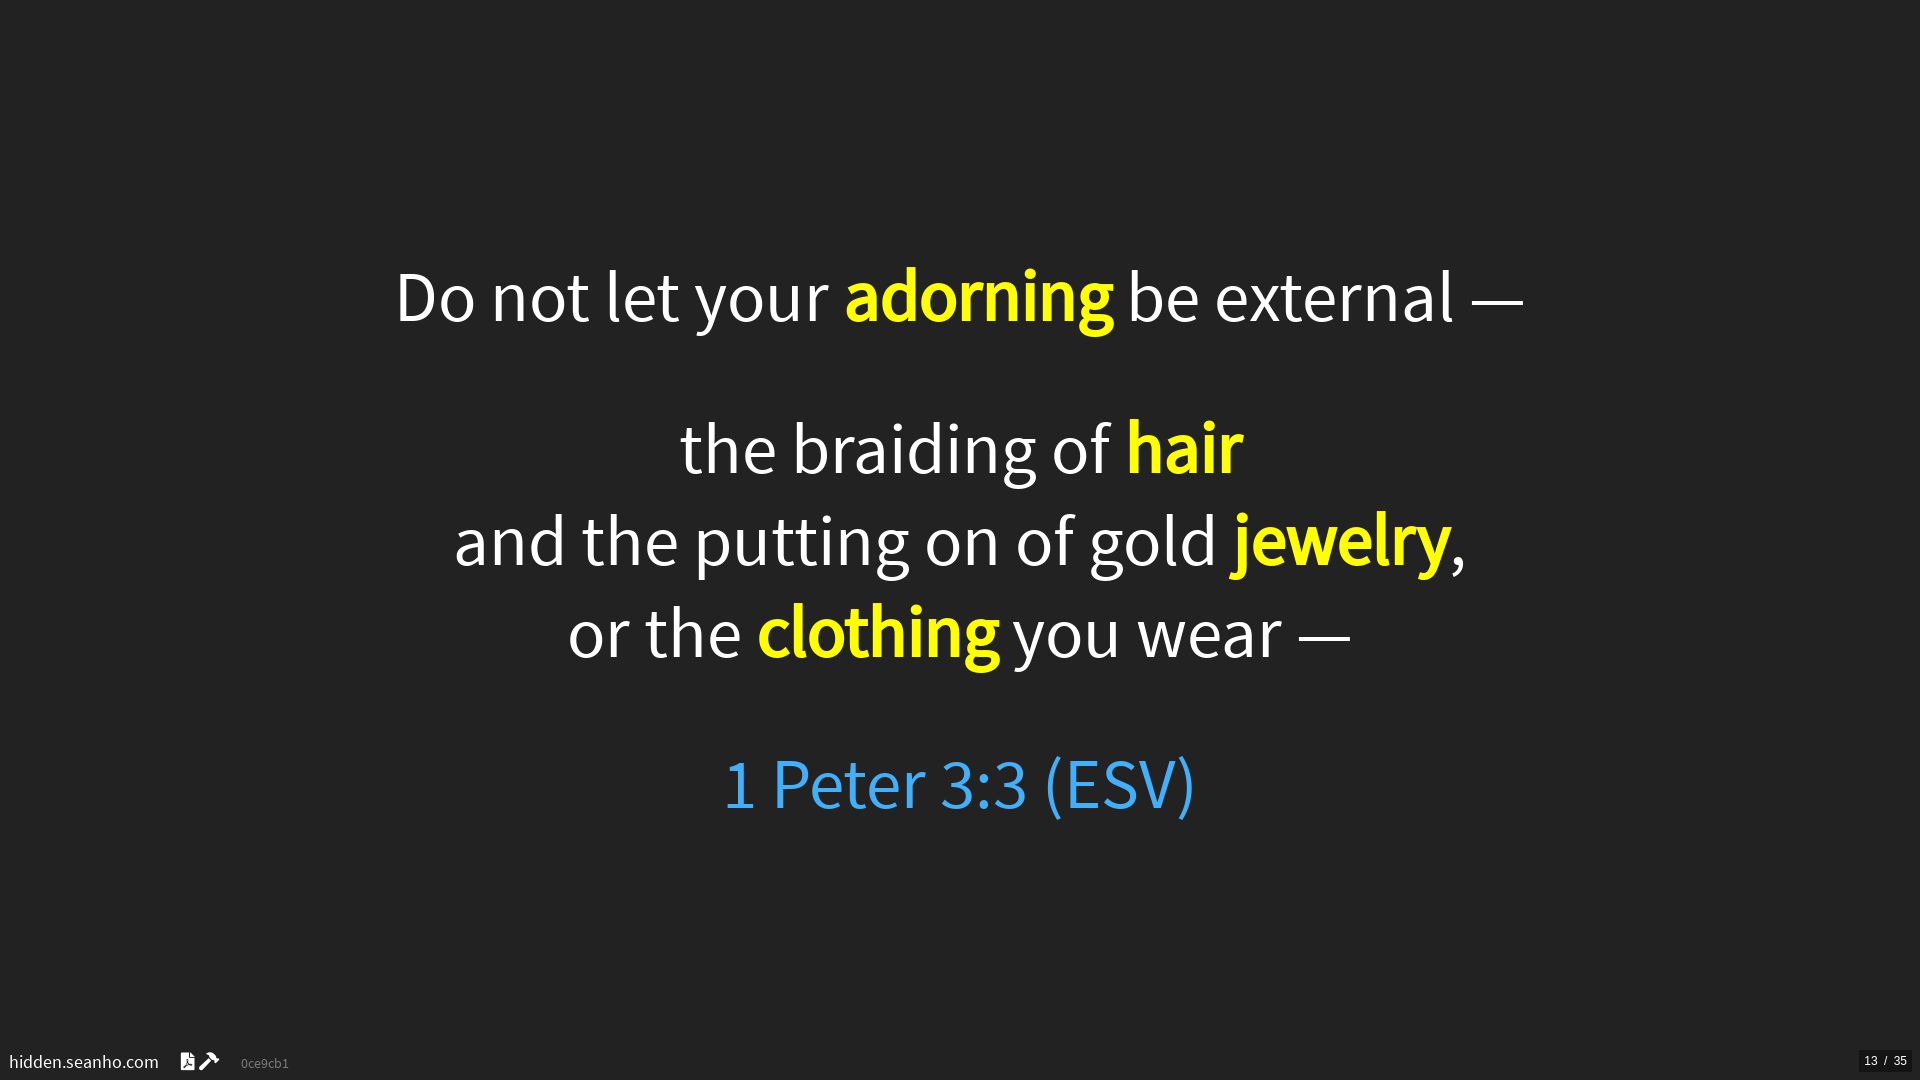 Do not let your adorning be external —
the braiding of hair
and the putting on of gold jewelry,
or the clothing you wear —
1 Peter 3:3 (ESV)
hidden.seanho.com
0ce9cb1
13 / 35